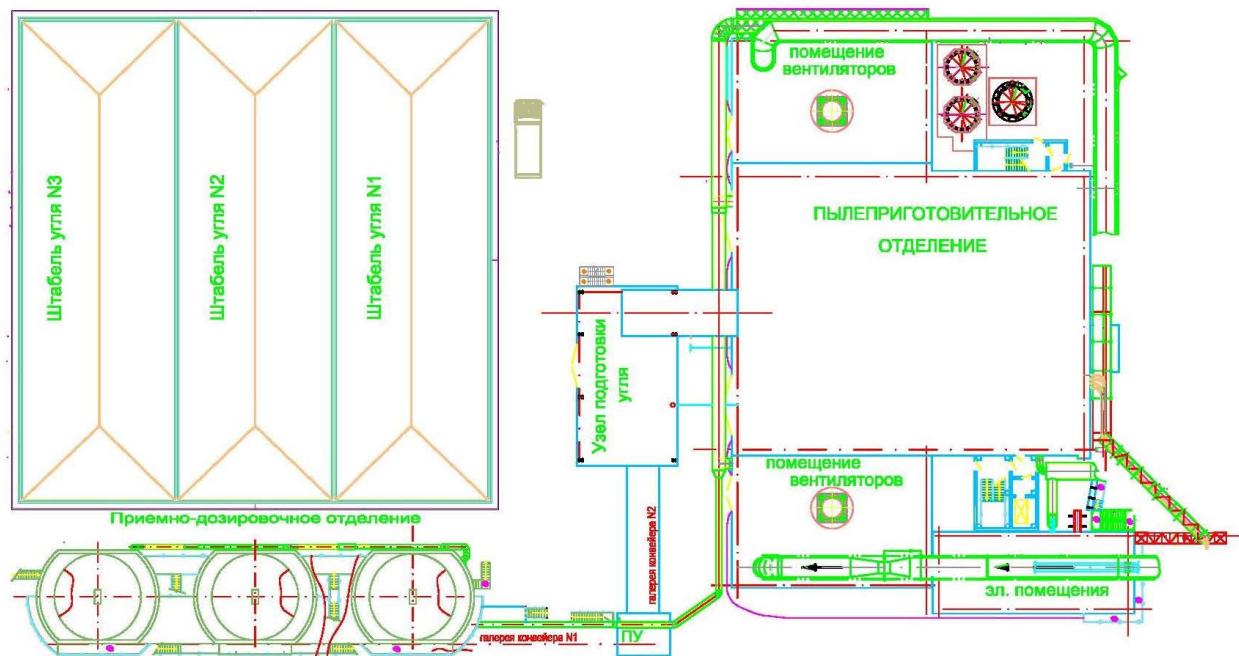 помещение
вентиляторов
Штабель угля N3
Штабель угля N2
Штабель угля N1
ПЫЛЕПРИГОТОВИТЕЛЬНОЕ
ОТДЕЛЕНИЕ
Узел подготовки
угля
помещение
вентиляторов
Приемно-дозировочное отделение
галерея конвейера N2
эл. помещения
галерея конвейера N1
ПУ